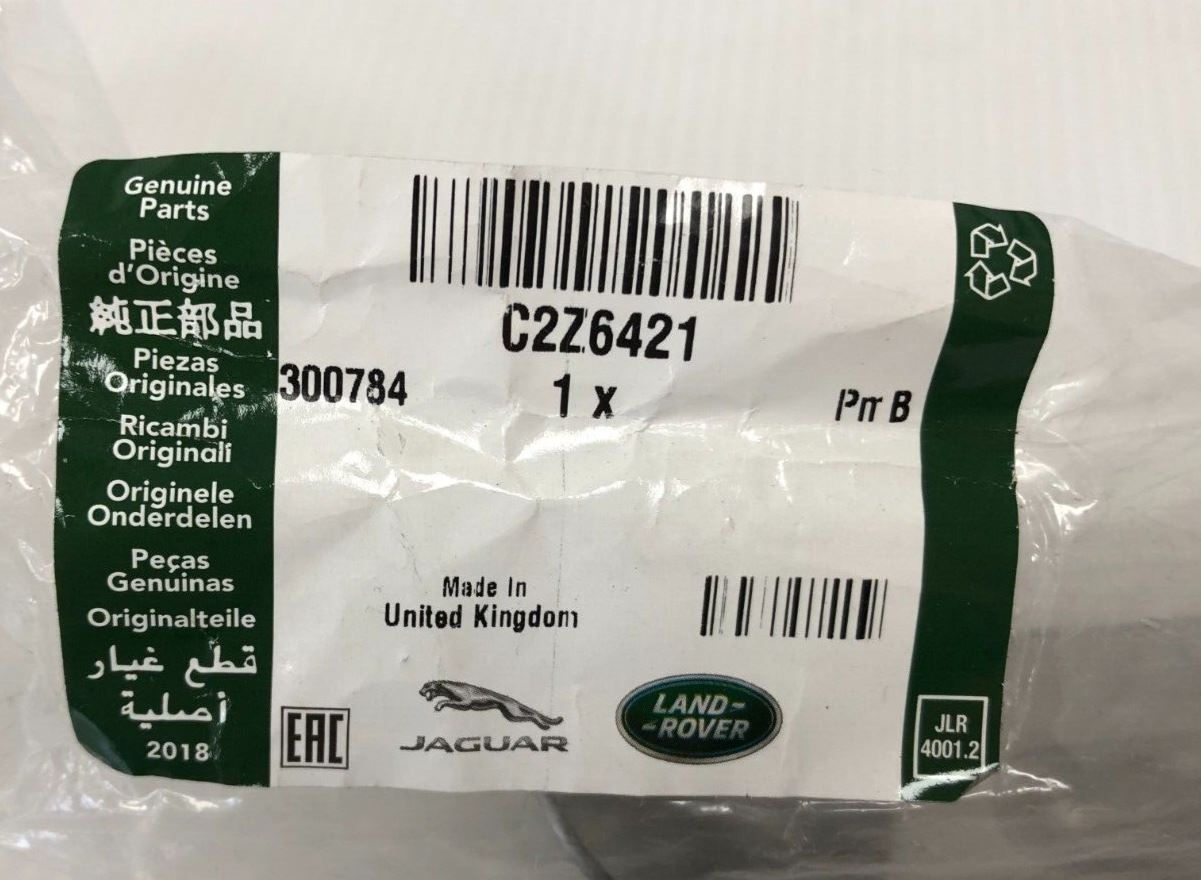 Genuine
Parts
Pièces
d'Origine
純正部品
Piezas
Originales
Ricambi
Originali
Originele
Onderdelen
Peças
Genuinas
Originalteile
قطع غيار
أصلية
2018
C2Z6421
300784
1 x
B
Made In
United Kingdom
EAC
JAGUAR
LAND-
-ROVER
JLR
4001.2